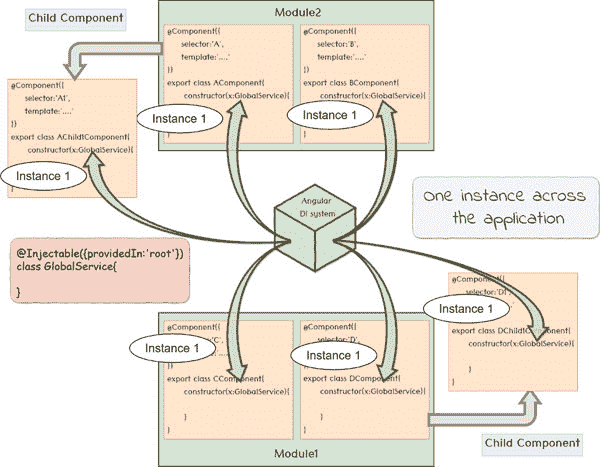 Module2
Child Component
@Component({
selector:'A',
template:'....'
})
export class AComponent{
constructor(x:GlobalService){
Instance 1
}
@Component({
selector:'B',
template:'....'
})
export class BComponent{
constructor(x:GlobalService){
Instance 1
}
@Component({
selector:'A1',
template:'....'
})
export class AChild1Component{
constructor(x:GlobalService){
Instance 1
}
Angular
DI system
One instance across
the application
@Injectable({providedIn:'root'})
class GlobalService{
}
@Component({
selector:'D1'
Instance 1
export class DChild1Component{
constructor(x:GlobalService){
}
}
@Component({
Instance 1
export class CComponent{
constructor(x:GlobalService){
}
}
@Component({
selector:'D',
Instance 1
export class DComponent{
constructor(x:GlobalService){
}
}
Module1
Child Component